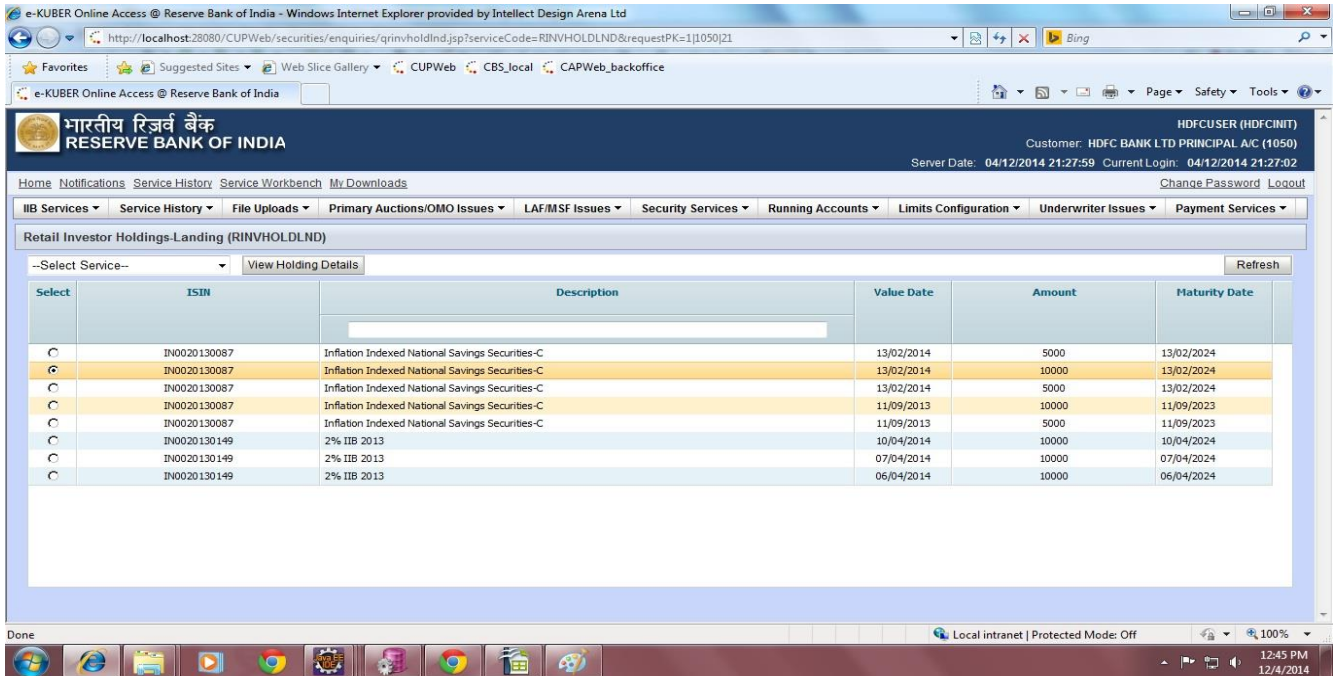 e-KUBER Online Access @ Reserve Bank of India - Windows Internet Explorer provided by Intellect Design Arena Ltd
http://localhost:28080/CUPWeb/securities/enquiries/qrinvholdlnd.jsp?serviceCode=RINVHOLDLND&requestPK=1|1050|21
Bing
Favorites Suggested Sites Web Slice Gallery CUPWeb CBS_local CAPWeb_backoffice
e-KUBER Online Access @ Reserve Bank of India Page Safety Tools
भारतीय रिज़र्व बैंक
RESERVE BANK OF INDIA
HDFCUSER (HDFCINIT)
Customer: HDFC BANK LTD PRINCIPAL A/C (1050)
Server Date: 04/12/2014 21:27:59 Current Login: 04/12/2014 21:27:02
Home Notifications Service History Service Workbench My Downloads Change Password Logout
IIB Services Service History File Uploads Primary Auctions/OMO Issues LAF/MSF Issues Security Services Running Accounts Limits Configuration Underwriter Issues Payment Services
Retail Investor Holdings-Landing (RINVHOLDLND)
--Select Service-- View Holding Details Refresh
Select ISIN Description Value Date Amount Maturity Date
IN0020130087 Inflation Indexed National Savings Securities-C 13/02/2014 5000 13/02/2024
IN0020130087 Inflation Indexed National Savings Securities-C 13/02/2014 10000 13/02/2024
IN0020130087 Inflation Indexed National Savings Securities-C 13/02/2014 5000 13/02/2024
IN0020130087 Inflation Indexed National Savings Securities-C 11/09/2013 10000 11/09/2023
IN0020130087 Inflation Indexed National Savings Securities-C 11/09/2013 5000 11/09/2023
IN0020130149 2% IIB 2013 10/04/2014 10000 10/04/2024
IN0020130149 2% IIB 2013 07/04/2014 10000 07/04/2024
IN0020130149 2% IIB 2013 06/04/2014 10000 06/04/2024
Done Local intranet | Protected Mode: Off 100%
Java EE IDE
12:45 PM
12/4/2014